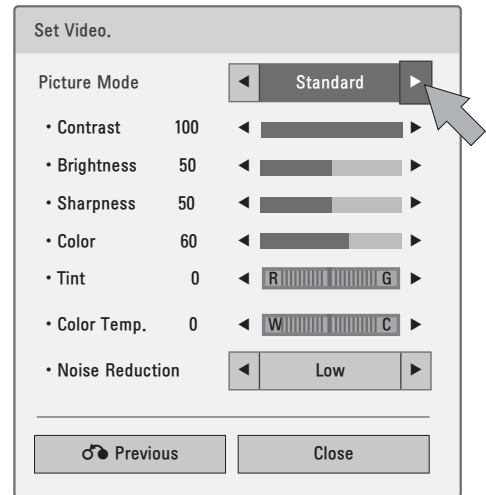 Set Video.
Picture Mode ◀ Standard ▶
• Contrast 100 ◀ ▶
• Brightness 50 ◀ ▶
• Sharpness 50 ◀ ▶
• Color 60 ◀ ▶
• Tint 0 ◀ R G ▶
• Color Temp. 0 ◀ W C ▶
• Noise Reduction ◀ Low ▶
Previous Close